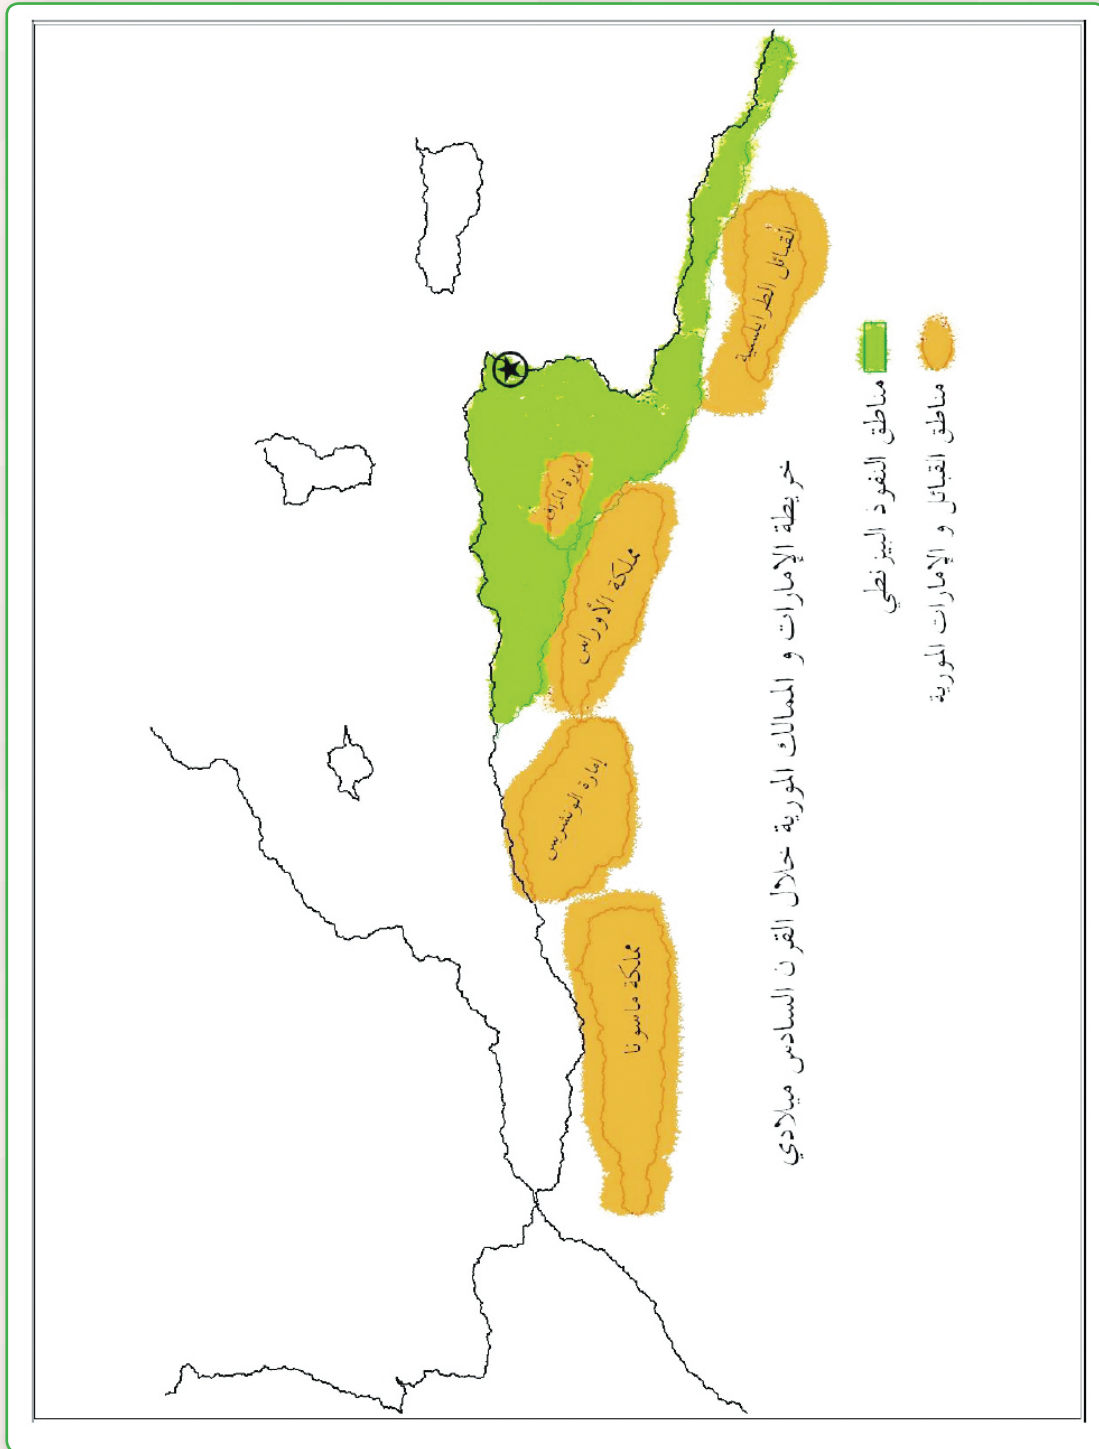 خريطة الإمارات و الممالك المورية خلال القرن السادس ميلادي
مناطق النفوذ البيزنطي
مناطق القبائل و الإمارات المورية
القبائل الطرابلسية
إمارة
مملكة الأوراس
إمارة الونشريس
مملكة ماسونا